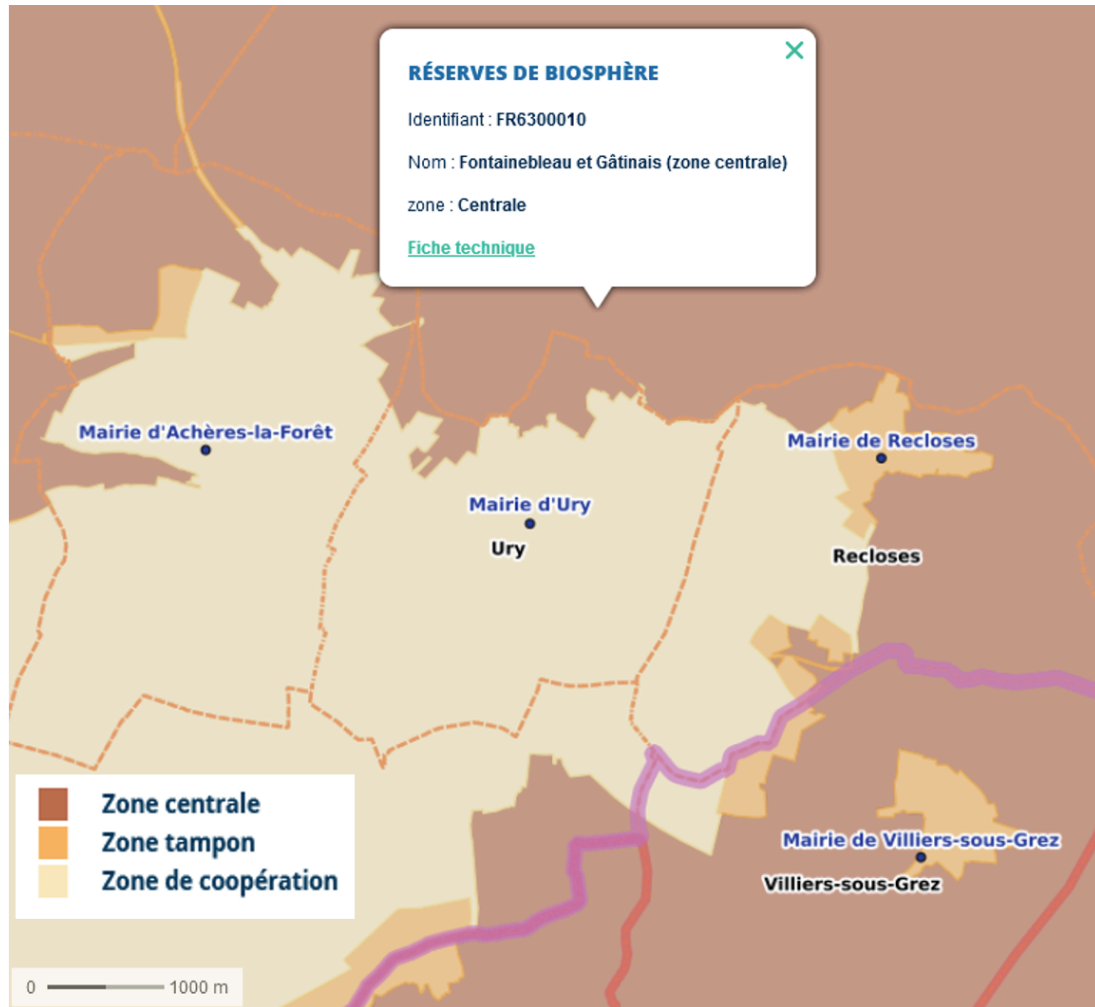 RÉSERVES DE BIOSPHÈRE
Identifiant : FR6300010
Nom : Fontainebleau et Gâtinais (zone centrale)
zone : Centrale
Fiche technique
Mairie d'Achères-la-Forêt
Mairie de Recloses
Mairie d'Ury
Ury
Recloses
Zone centrale
Zone tampon
Zone de coopération
Mairie de Villiers-sous-Grez
Villiers-sous-Grez
0 1000 m